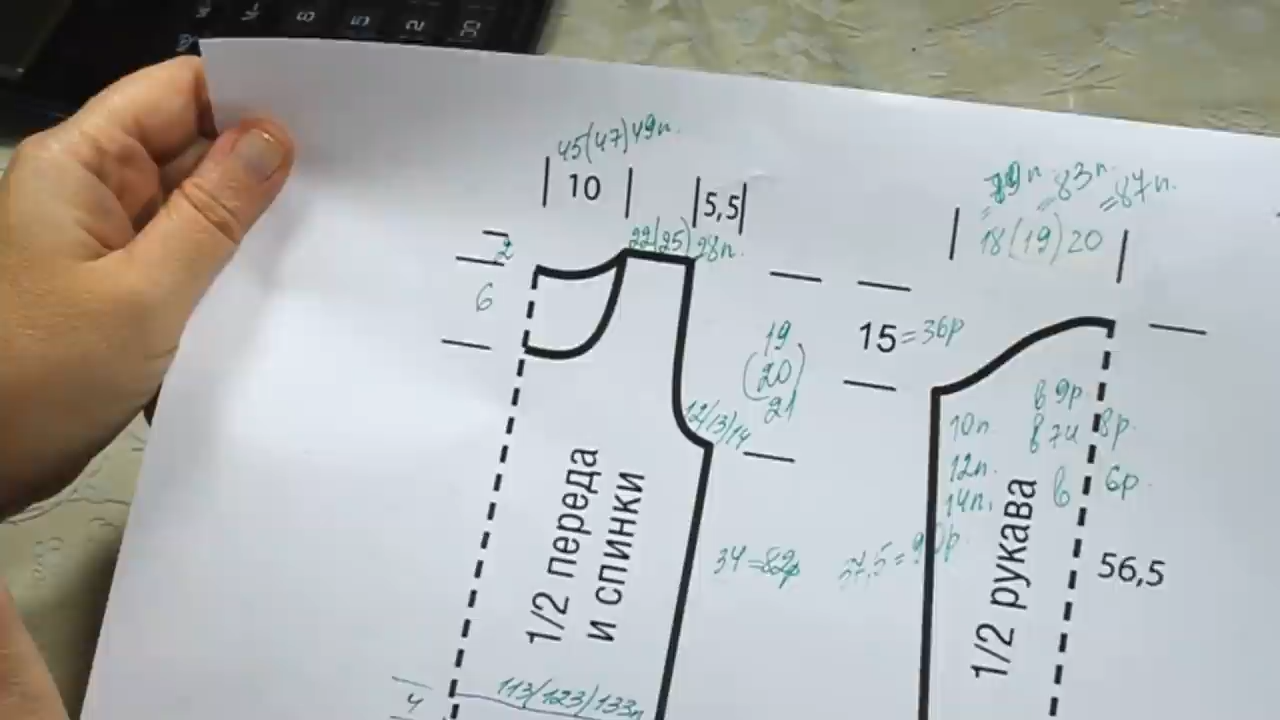 45(47)49п.
10
5,5
2
22(25)28п.
6
12/13/14
19
(20)
21
34=82р
1/2 переда
и спинки
4
113/123/133п
83п.
=87п.
18(19)20
15=36р
в 9р.
10п.
8р.
12п.
в 6р.
14п.
56,5
1/2 рукава